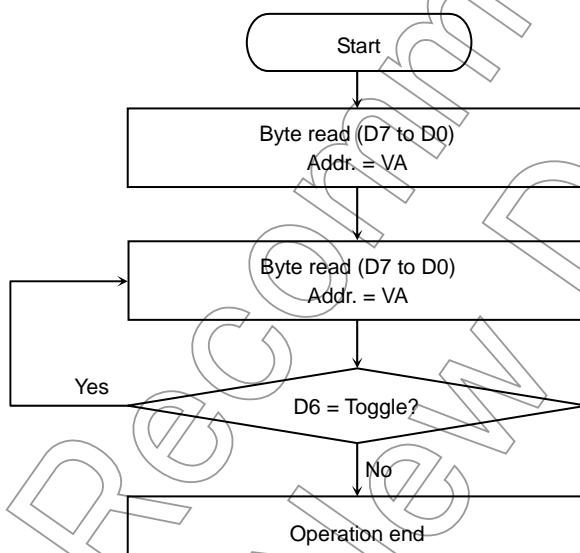 Start
Byte read (D7 to D0)
Addr. = VA
Byte read (D7 to D0)
Addr. = VA
Yes
D6 = Toggle?
No
Operation end